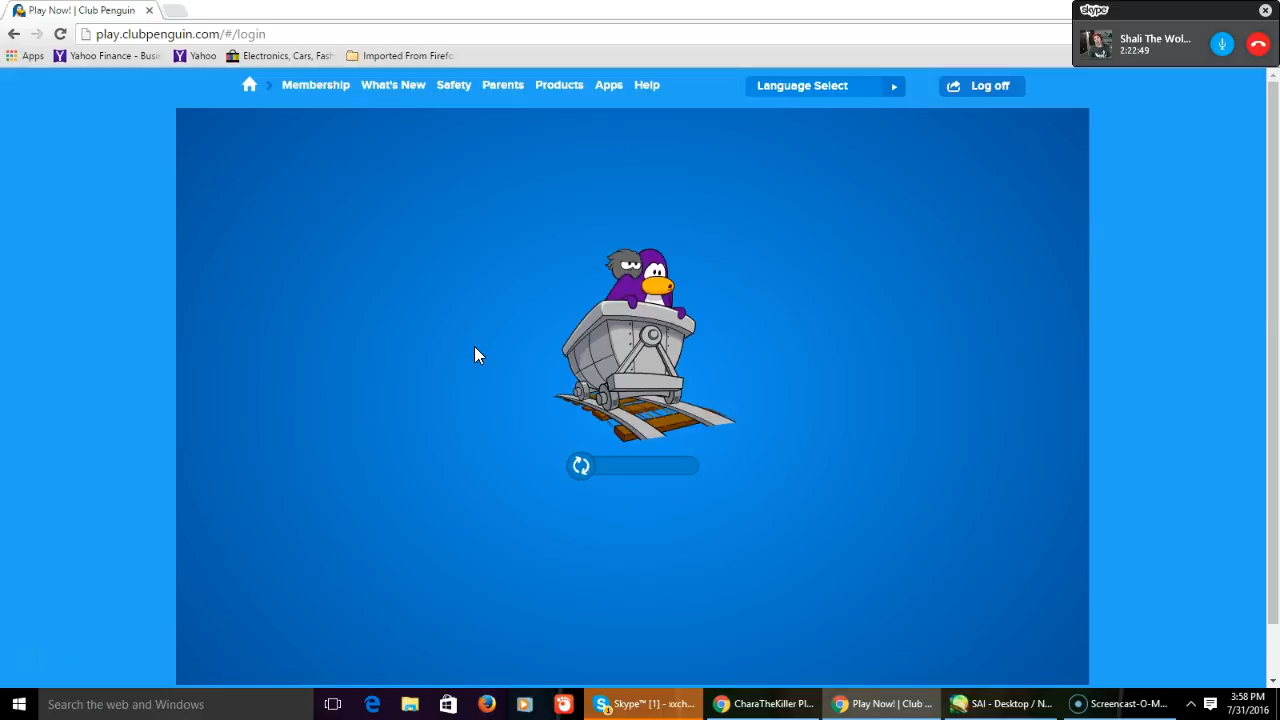 Play Now! | Club Penguin
skype
Shali The Wol...
2:22:49
play.clubpenguin.com/#/login
Apps
Yahoo Finance - Busi
Yahoo
Electronics, Cars, Fash
Imported From Firefo
Membership
What's New
Safety
Parents
Products
Apps
Help
Language Select
Log off
Search the web and Windows
Skype™ [1] - xxch...
CharaTheKiller Pl...
Play Now! | Club ...
SAI - Desktop / N...
Screencast-O-M...
3:58 PM
7/31/2016